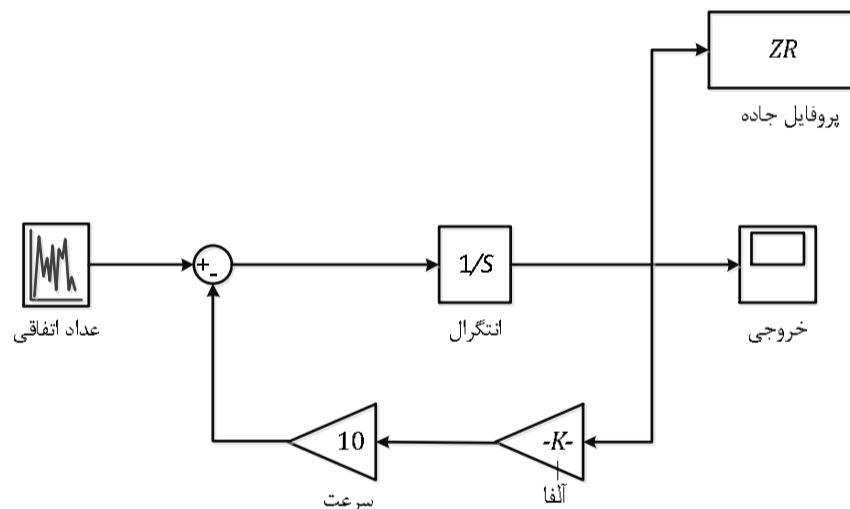 ZR
پروفایل جاده
+
-
1/S
عداد اتفاقی
انتگرال
خروجی
10
-K-
سرعت
آلفا